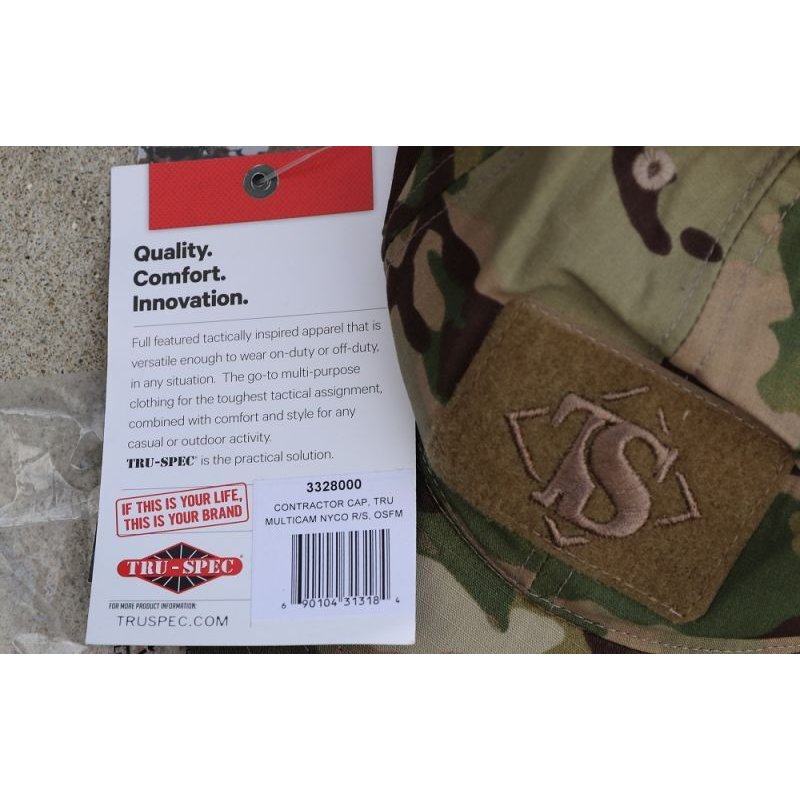 Quality.
Comfort.
Innovation.
Full featured tactically inspired apparel that is
versatile enough to wear on-duty or off-duty,
in any situation. The go-to multi-purpose
clothing for the toughest tactical assignment,
combined with comfort and style for any
casual or outdoor activity.
TRU-SPEC® is the practical solution.
IF THIS IS YOUR LIFE,
THIS IS YOUR BRAND
TRU-SPEC®
FOR MORE PRODUCT INFORMATION:
TRUSPEC.COM
3328000
CONTRACTOR CAP, TRU
MULTICAM NYCO R/S. OSFM
6 90104 31318 4
TS